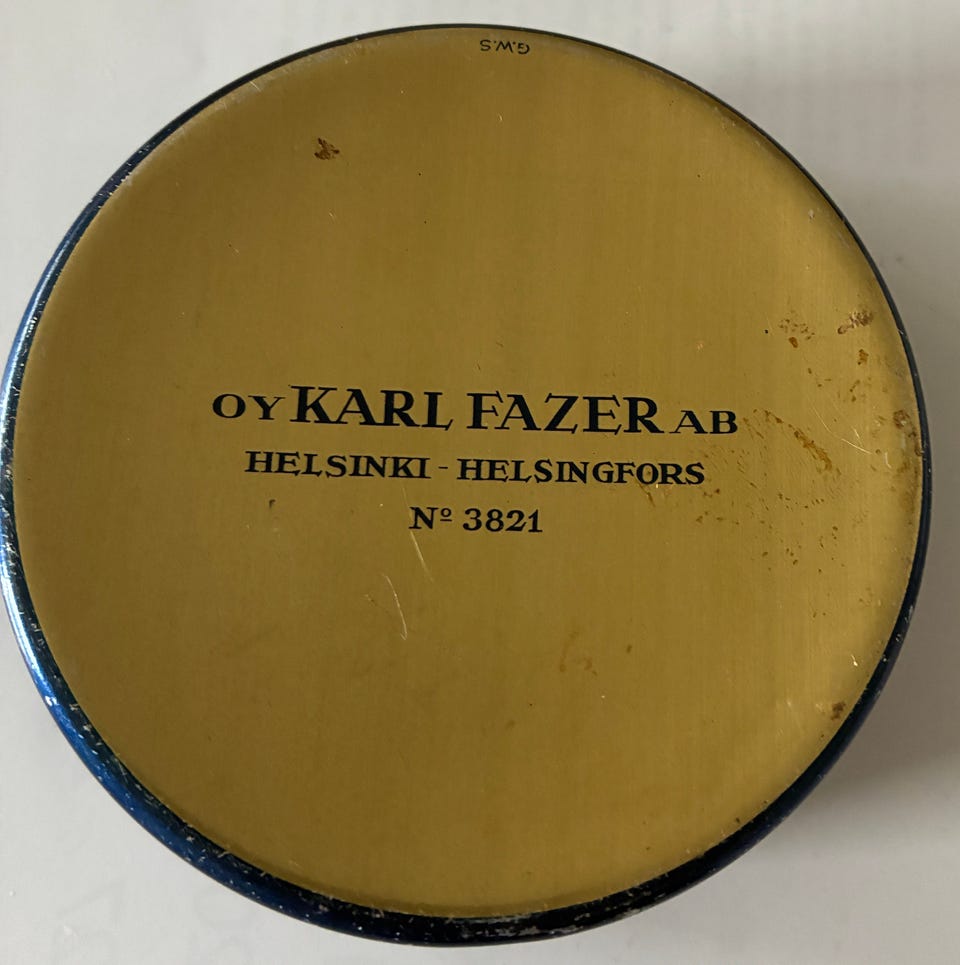 G.W.S
OY KARL FAZER AB
HELSINKI - HELSINGFORS
Nº 3821